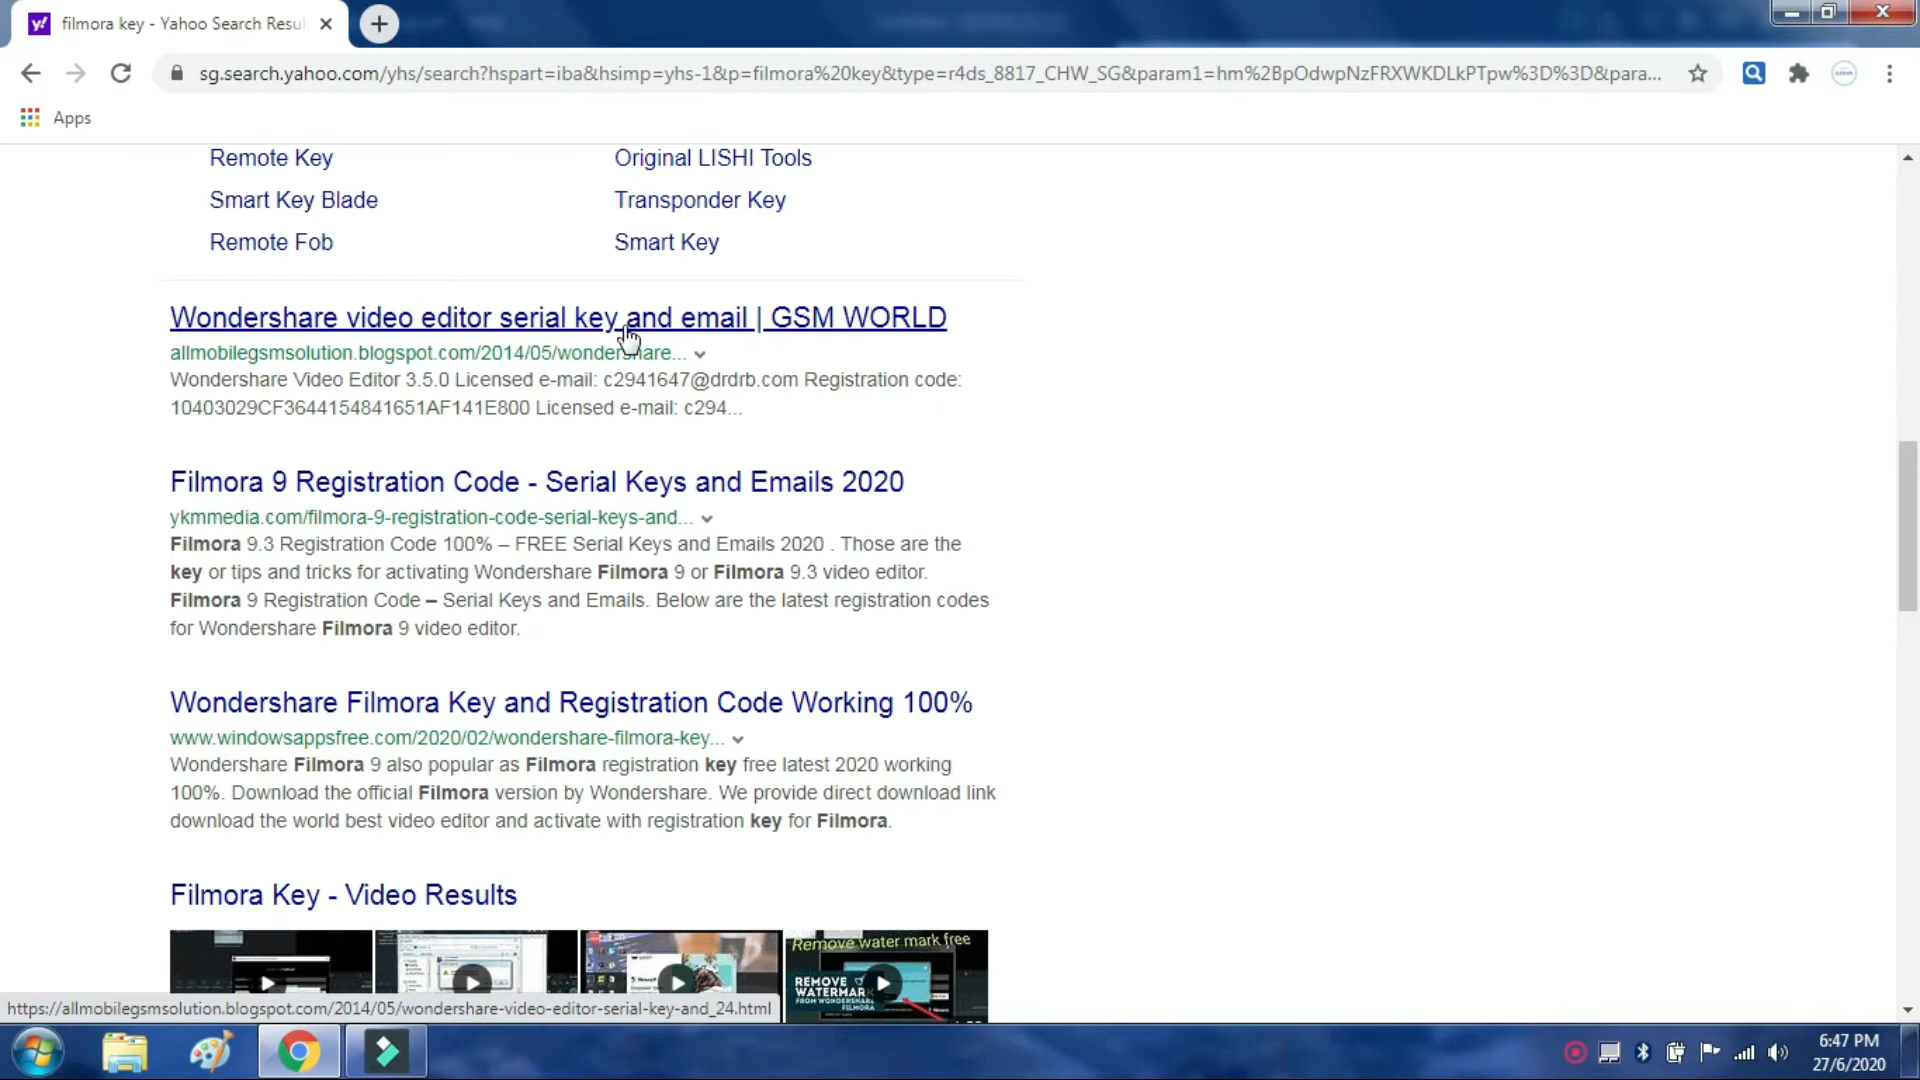 filmora key - Yahoo Search Resu
sg.search.yahoo.com/yhs/search?hspart=iba&hsimp=yhs-1&p=filmora%20key&type=r4ds_8817_CHW_SG&param1=hm%2BpOdwpNzFRXWKDLkPTpw%3D%3D&para...
Apps
Remote Key
Original LISHI Tools
Smart Key Blade
Transponder Key
Remote Fob
Smart Key
Wondershare video editor serial key and email | GSM WORLD
allmobilegsmsolution.blogspot.com/2014/05/wondershare...
Wondershare Video Editor 3.5.0 Licensed e-mail: c2941647@drdrb.com Registration code:
10403029CF3644154841651AF141E800 Licensed e-mail: c294...
Filmora 9 Registration Code - Serial Keys and Emails 2020
ykmmedia.com/filmora-9-registration-code-serial-keys-and...
Filmora 9.3 Registration Code 100% – FREE Serial Keys and Emails 2020 . Those are the
key or tips and tricks for activating Wondershare Filmora 9 or Filmora 9.3 video editor.
Filmora 9 Registration Code – Serial Keys and Emails. Below are the latest registration codes
for Wondershare Filmora 9 video editor.
Wondershare Filmora Key and Registration Code Working 100%
www.windowsappsfree.com/2020/02/wondershare-filmora-key...
Wondershare Filmora 9 also popular as Filmora registration key free latest 2020 working
100%. Download the official Filmora version by Wondershare. We provide direct download link
download the world best video editor and activate with registration key for Filmora.
Filmora Key - Video Results
Remove water mark free
REMOVE
WATERMARK
FROM WONDERSHARE
FILMORA
https://allmobilegsmsolution.blogspot.com/2014/05/wondershare-video-editor-serial-key-and_24.html
6:47 PM
27/6/2020